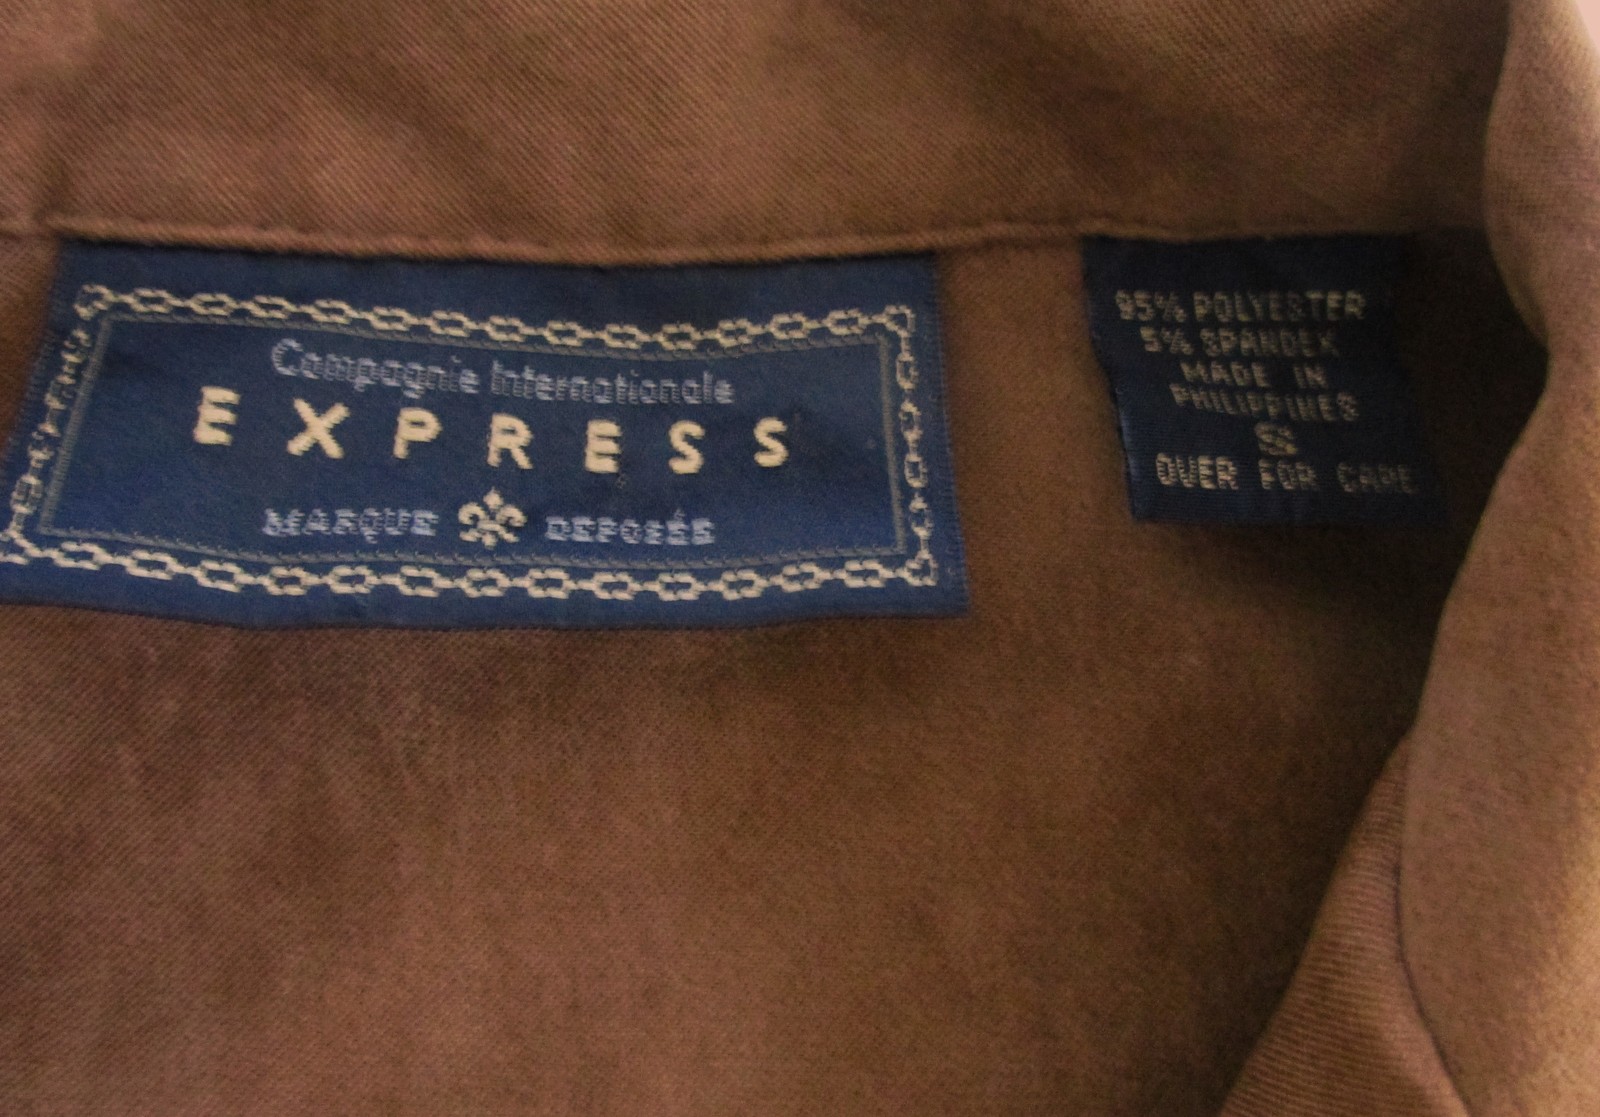 Compagnie Internationale
EXPRESS
MARQUE DEPOSÉE
95% POLYESTER
5% SPANDEX
MADE IN
PHILIPPINES
S
OVER FOR CARE